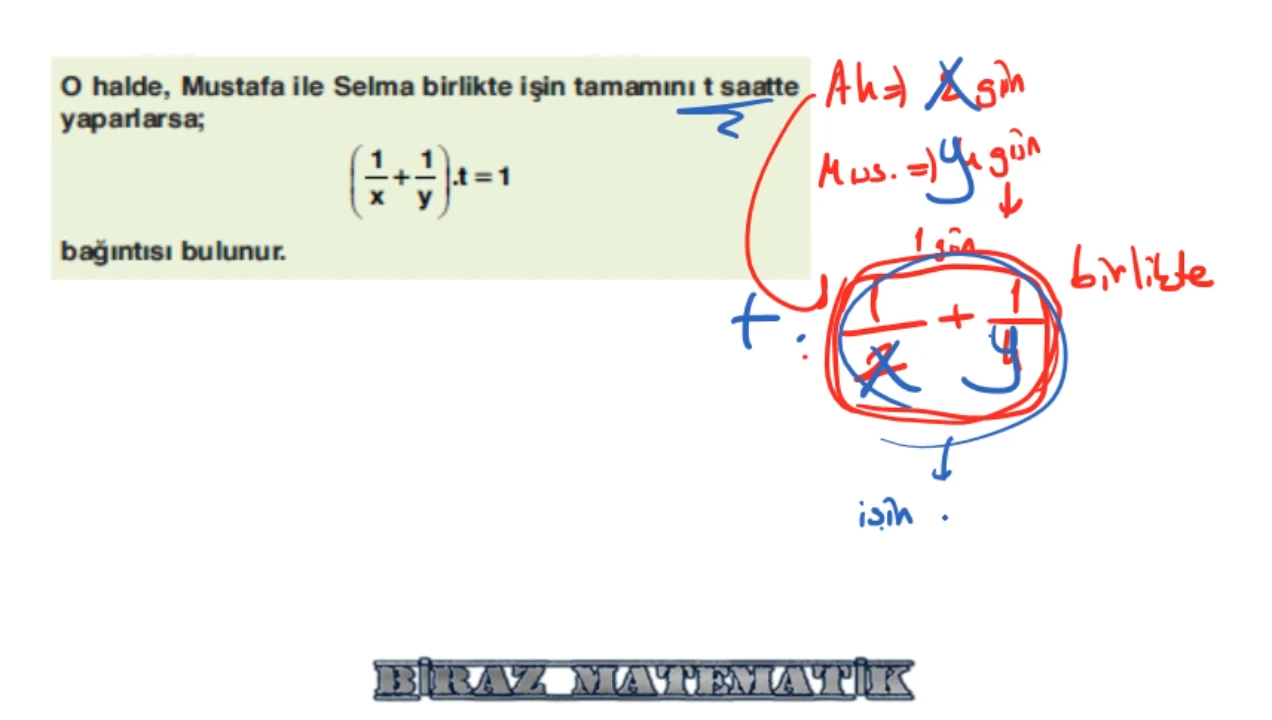 O halde, Mustafa ile Selma birlikte işin tamamını t saatte
yaparlarsa;
(1/x + 1/y).t = 1
bağıntısı bulunur.
x gün
Mus. => y gün
1 gün
birlikte
t : 1/x + 1/y
işin .
BİRAZ MATEMATİK